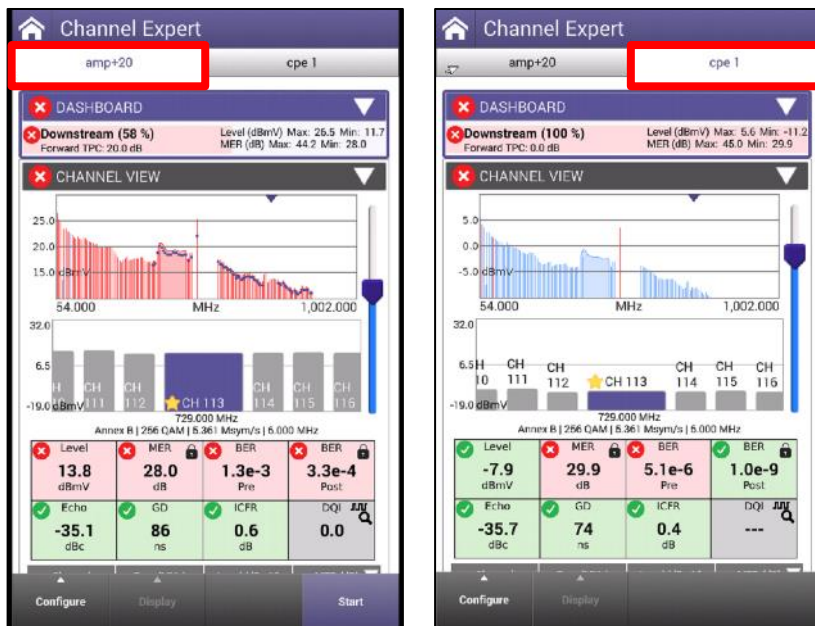 Channel Expert
amp+20 cpe 1
DASHBOARD
Downstream (58 %) Level (dBmV) Max: 26.5 Min: 11.7
Forward TPC: 20.0 dB MER (dB) Max: 44.2 Min: 28.0
CHANNEL VIEW
25.0
20.0
15.0 dBmV
54.000 MHz 1,002.000
32.0
6.5
CH CH CH CH CH
111 112 CH 113 114 115 116
-19.0 dBmV
729.000 MHz
Annex B | 256 QAM | 5.361 Msym/s | 6.000 MHz
Level MER BER BER
13.8 28.0 1.3e-3 3.3e-4
dBmV dB Pre Post
Echo GD ICFR DQI
-35.1 86 0.6 0.0
dBc ns dB
Configure Display Start
Channel Expert
amp+20 cpe 1
DASHBOARD
Downstream (100 %) Level (dBmV) Max: 5.6 Min: -11.2
Forward TPC: 0.0 dB MER (dB) Max: 45.0 Min: 29.9
CHANNEL VIEW
5.0
0.0
-5.0 dBmV
54.000 MHz 1,002.000
32.0
6.5 H CH CH CH CH CH
10 111 112 CH 113 114 115 116
-19.0 dBmV
729.000 MHz
Annex B | 256 QAM | 5.361 Msym/s | 6.000 MHz
Level MER BER BER
-7.9 29.9 5.1e-6 1.0e-9
dBmV dB Pre Post
Echo GD ICFR DQI
-35.7 74 0.4 ---
dBc ns dB
Configure Display